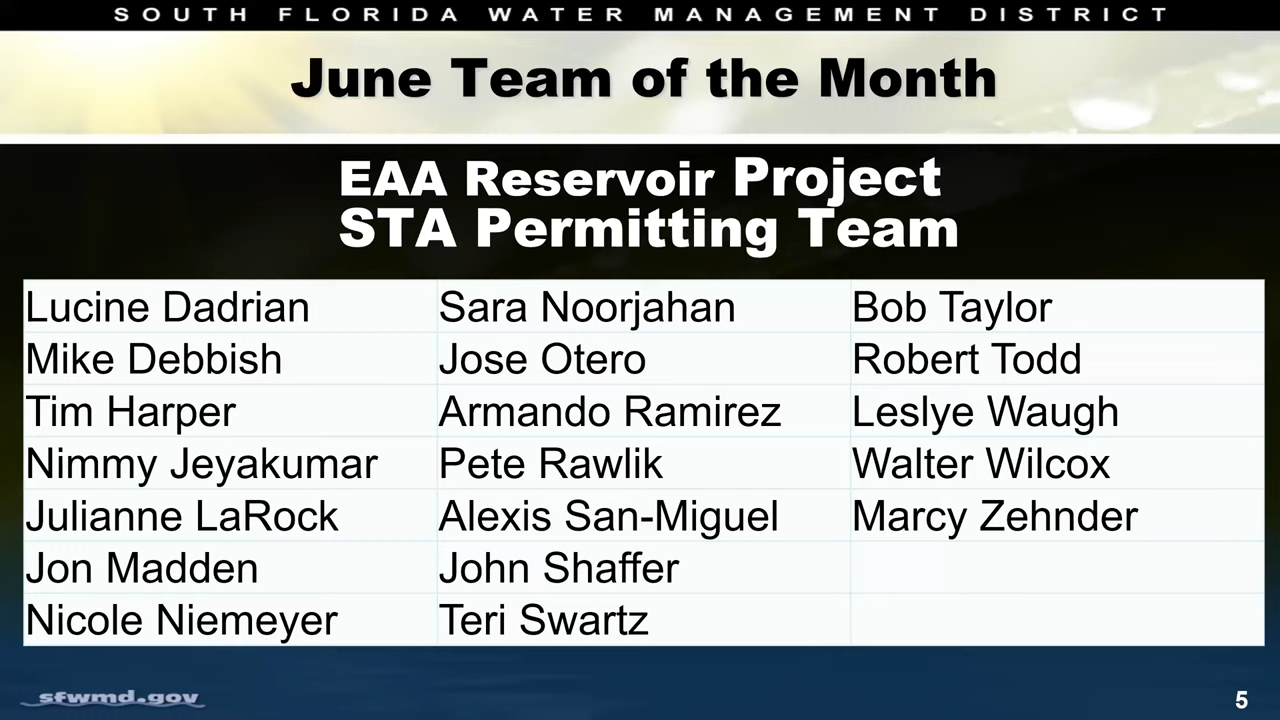 SOUTH FLORIDA WATER MANAGEMENT DISTRICT
June Team of the Month
EAA Reservoir Project
STA Permitting Team
Lucine Dadrian Sara Noorjahan Bob Taylor
Mike Debbish Jose Otero Robert Todd
Tim Harper Armando Ramirez Leslye Waugh
Nimmy Jeyakumar Pete Rawlik Walter Wilcox
Julianne LaRock Alexis San-Miguel Marcy Zehnder
Jon Madden John Shaffer
Nicole Niemeyer Teri Swartz
sfwmd.gov 5